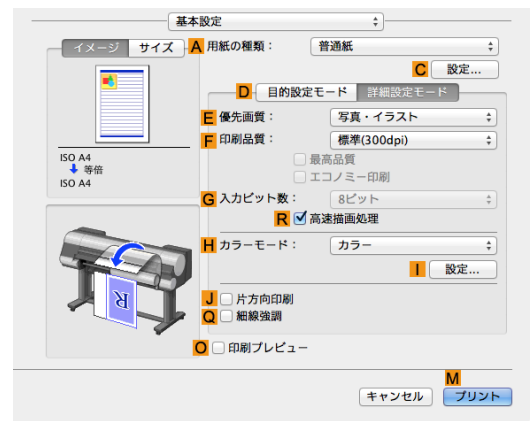 基本設定
イメージ サイズ A 用紙の種類： 普通紙
C 設定...
D 目的設定モード 詳細設定モード
E 優先画質： 写真・イラスト
F 印刷品質： 標準(300dpi)
最高品質
エコノミー印刷
ISO A4
等倍
ISO A4
G 入力ビット数： 8ビット
R 高速描画処理
H カラーモード： カラー
I 設定...
R
J 片方向印刷
Q 細線強調
O 印刷プレビュー
M
キャンセル プリント